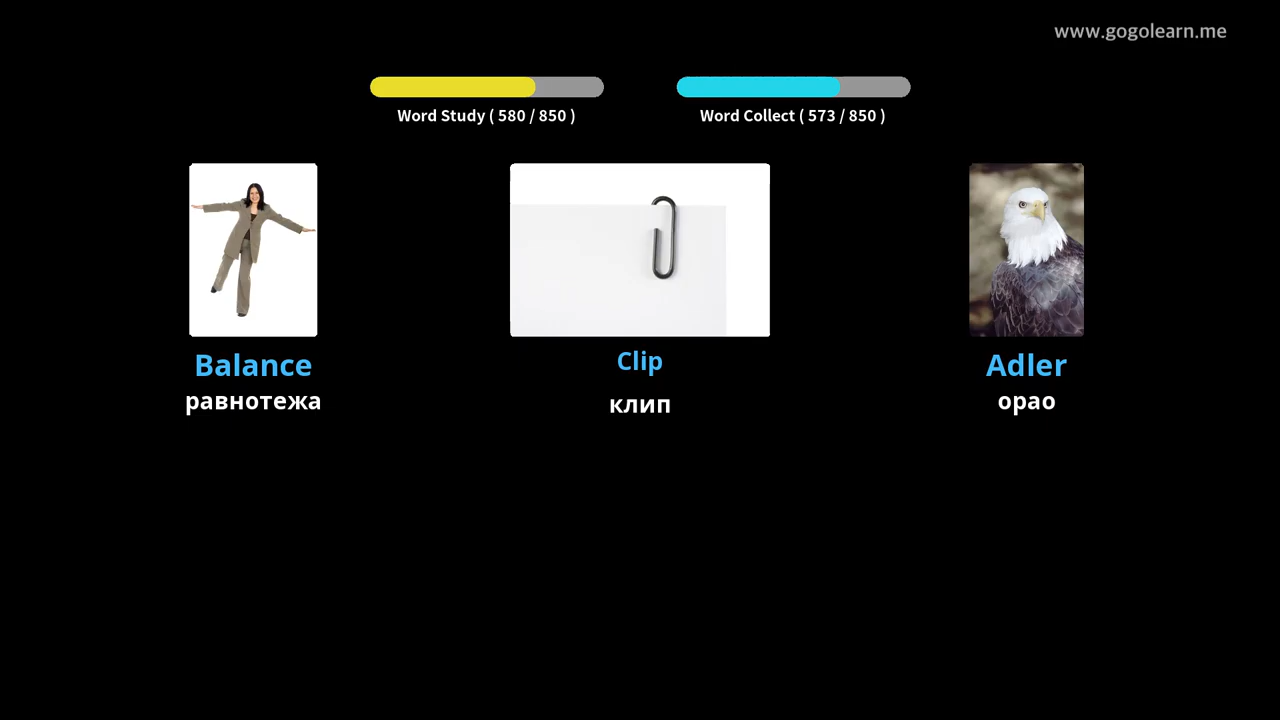 www.gogolearn.me
Word Study ( 580 / 850 )
Word Collect ( 573 / 850 )
Balance
равнотежа
Clip
клип
Adler
орао